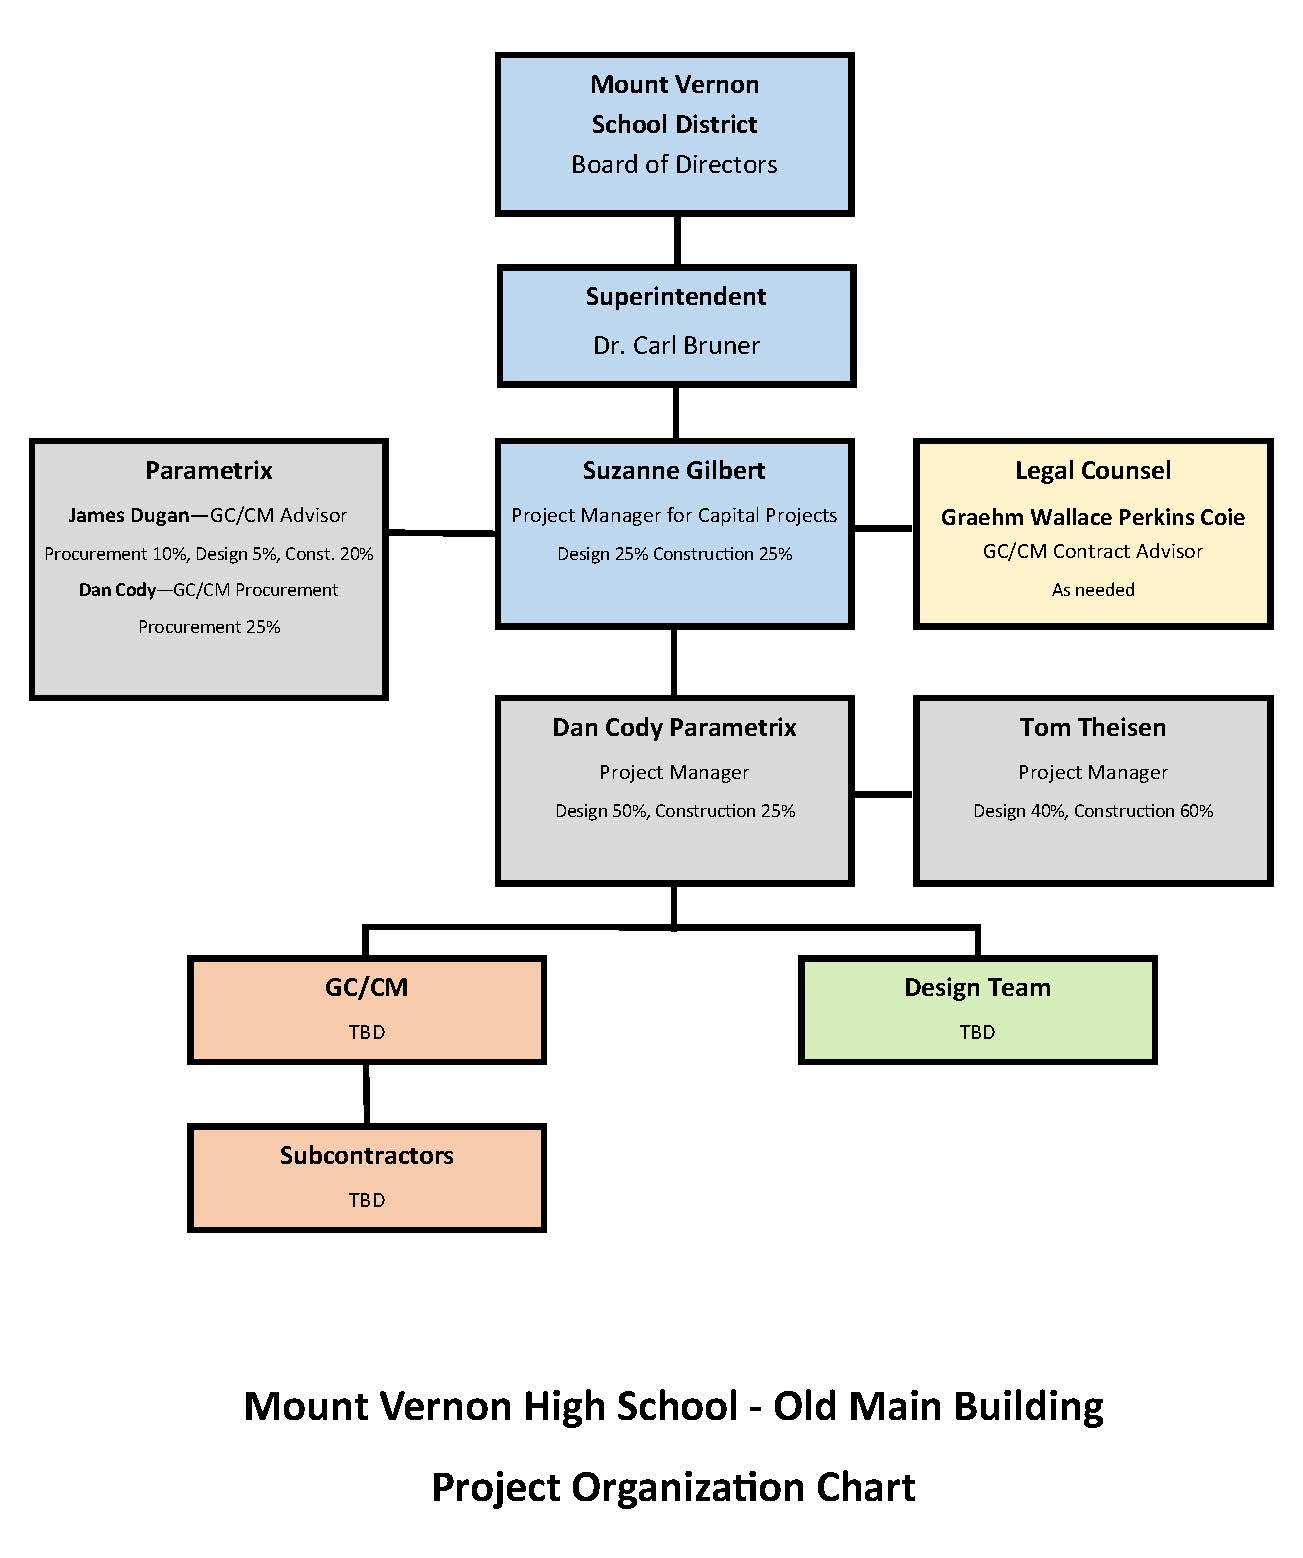 Mount Vernon
School District
Board of Directors
Superintendent
Dr. Carl Bruner
Parametrix
James Dugan—GC/CM Advisor
Procurement 10%, Design 5%, Const. 20%
Dan Cody—GC/CM Procurement
Procurement 25%
Suzanne Gilbert
Project Manager for Capital Projects
Design 25% Construction 25%
Legal Counsel
Graehm Wallace Perkins Coie
GC/CM Contract Advisor
As needed
Dan Cody Parametrix
Project Manager
Design 50%, Construction 25%
Tom Theisen
Project Manager
Design 40%, Construction 60%
GC/CM
TBD
Design Team
TBD
Subcontractors
TBD
Mount Vernon High School - Old Main Building
Project Organization Chart